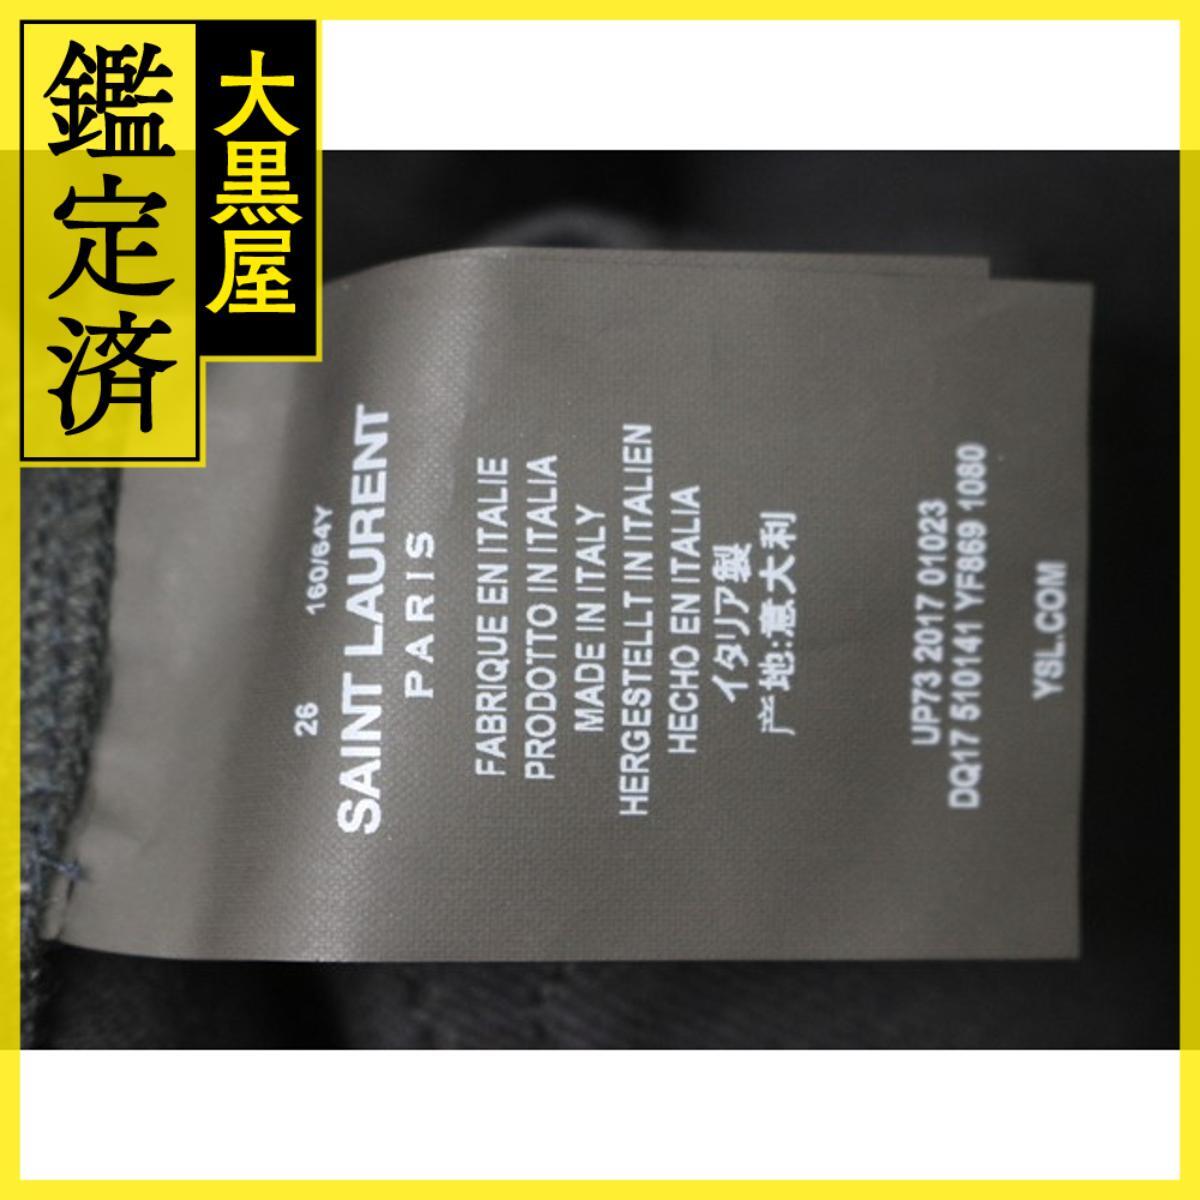 鑑定済
大黒屋
26 160/64Y
SAINT LAURENT
PARIS
FABRIQUE EN ITALIE
PRODOTTO IN ITALIA
MADE IN ITALY
HERGESTELLT IN ITALIEN
HECHO EN ITALIA
イタリア製
产地:意大利
UP73 2017 01023
DQ17 510141 YF869 1080
YSL.COM